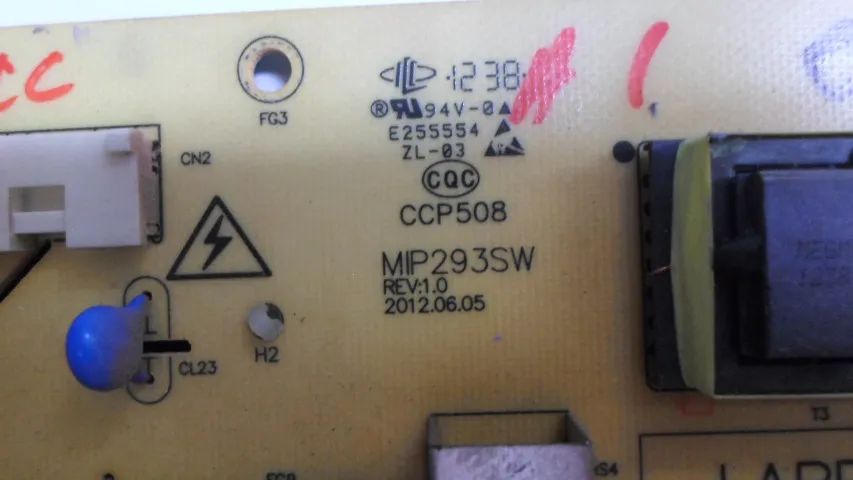 CC
FG3
1238
94V-0
E255554
ZL-03
CQC
CCP508
MIP293SW
REV:1.0
2012.06.05
CN2
CL23
H2
T3